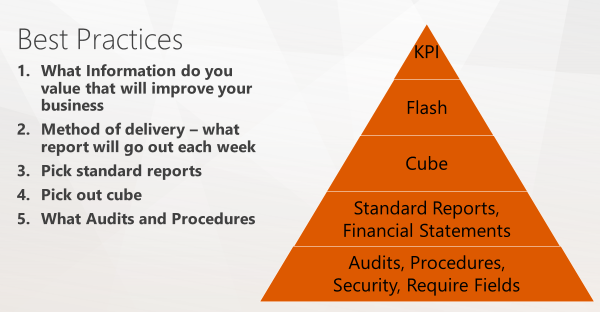 Best Practices
1. What Information do you
value that will improve your
business
2. Method of delivery – what
report will go out each week
3. Pick standard reports
4. Pick out cube
5. What Audits and Procedures
KPI
Flash
Cube
Standard Reports,
Financial Statements
Audits, Procedures,
Security, Require Fields